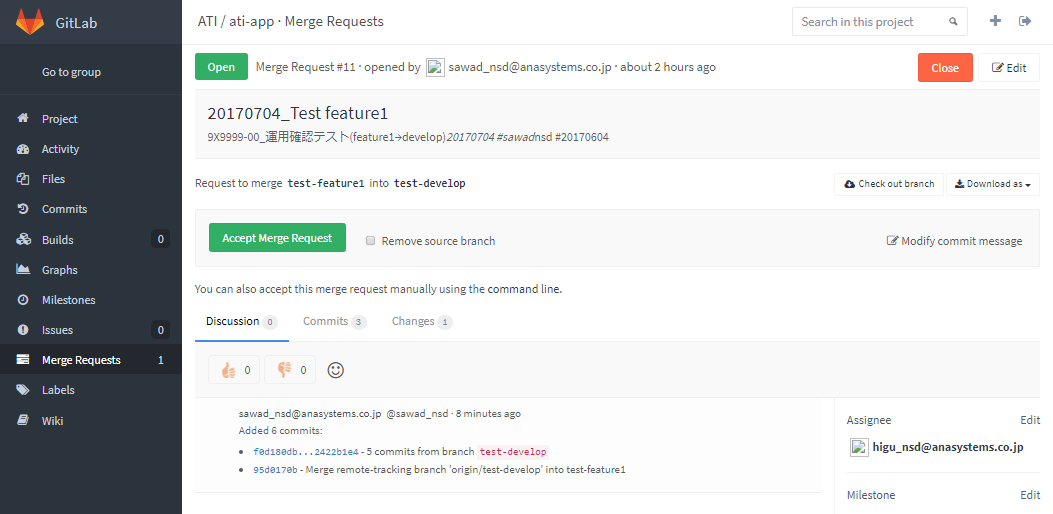 GitLab
ATI / ati-app · Merge Requests
Search in this project
Go to group
Project
Activity
Files
Commits
Builds 0
Graphs
Milestones
Issues 0
Merge Requests 1
Labels
Wiki
Open Merge Request #11 · opened by sawad_nsd@anasystems.co.jp · about 2 hours ago
Close Edit
20170704_Test feature1
9X9999-00_運用確認テスト(feature1→develop)20170704 #sawadnsd #20170604
Request to merge test-feature1 into test-develop
Check out branch Download as
Accept Merge Request Remove source branch Modify commit message
You can also accept this merge request manually using the command line.
Discussion 0 Commits 3 Changes 1
0 0
sawad_nsd@anasystems.co.jp @sawad_nsd · 8 minutes ago
Added 6 commits:
f0d180db...2422b1e4 - 5 commits from branch test-develop
95d0170b - Merge remote-tracking branch 'origin/test-develop' into test-feature1
Assignee Edit
higu_nsd@anasystems.co.jp
Milestone Edit